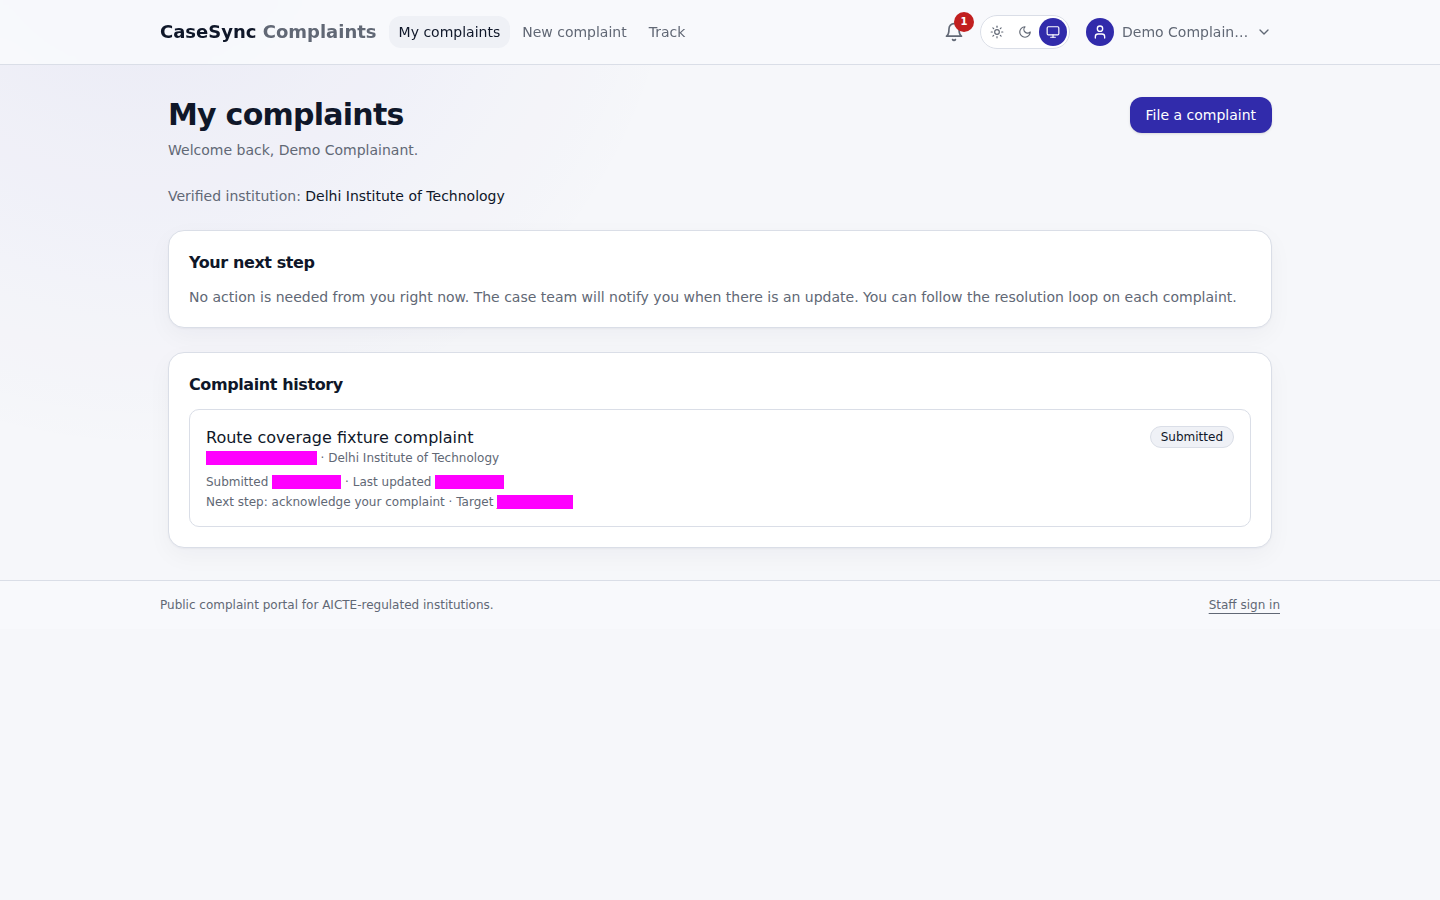 CaseSync Complaints
My complaints
New complaint
Track
1
Demo Complain...
My complaints
File a complaint
Welcome back, Demo Complainant.
Verified institution: Delhi Institute of Technology
Your next step
No action is needed from you right now. The case team will notify you when there is an update. You can follow the resolution loop on each complaint.
Complaint history
Route coverage fixture complaint
Submitted
· Delhi Institute of Technology
Submitted · Last updated
Next step: acknowledge your complaint · Target
Public complaint portal for AICTE-regulated institutions.
Staff sign in